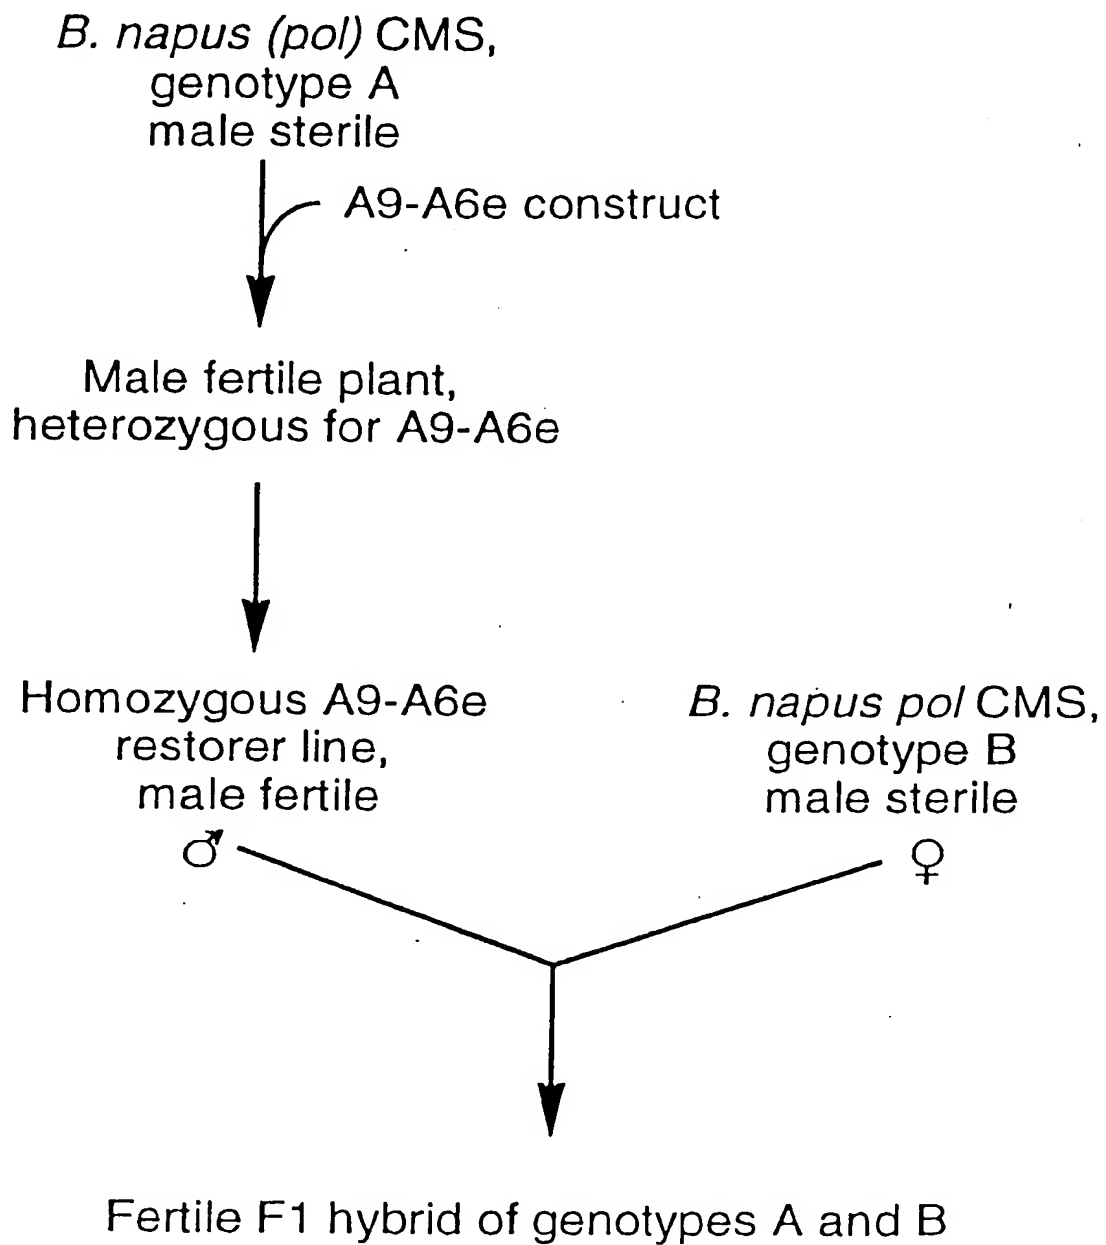 B. napus (pol) CMS,
genotype A
male sterile
A9-A6e construct
Male fertile plant,
heterozygous for A9-A6e
Homozygous A9-A6e
restorer line,
male fertile
♂
B. napus pol CMS,
genotype B
male sterile
♀
Fertile F1 hybrid of genotypes A and B